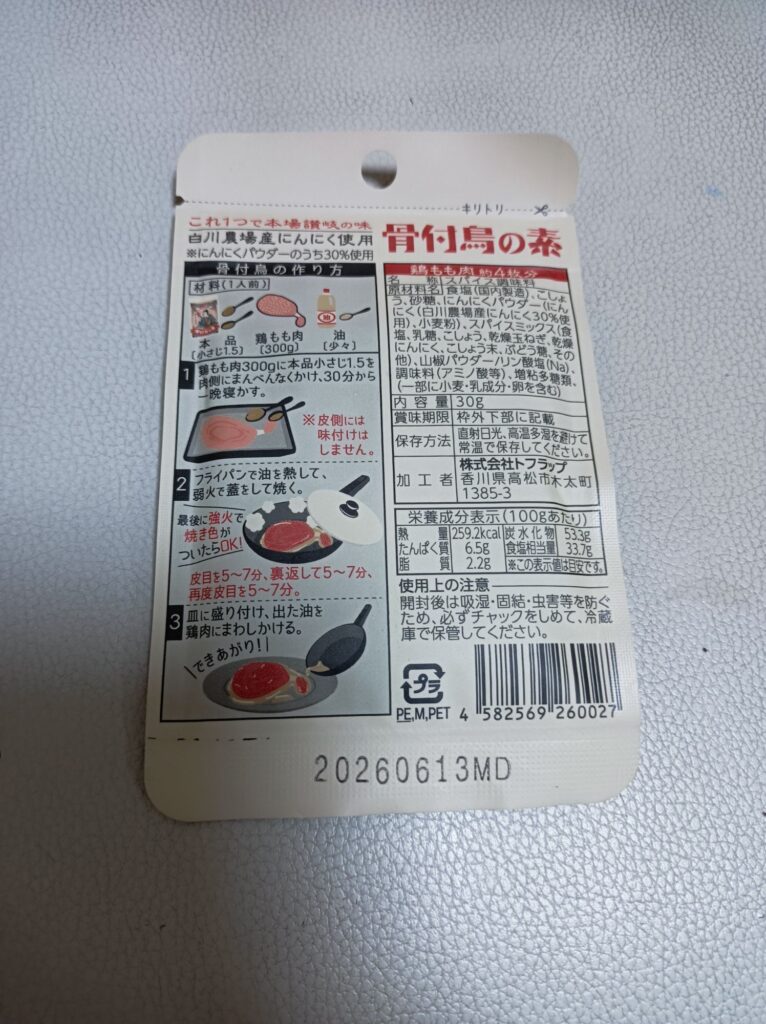 キリトリ
これ1つで本場讃岐の味
白川農場産にんにく使用
※にんにくパウダーのうち30%使用
骨付鳥の作り方
材料(1人前)
油
本品 鶏もも肉 油
(小さじ1.5) (300g) (少々)
1 鶏もも肉300gに本品小さじ1.5を
肉側にまんべんなくかけ、30分から
一晩寝かす。
※皮側には
味付けは
しません。
2 フライパンで油を熱して、
弱火で蓋をして焼く。
最後に強火で
焼き色が
ついたらOK!
皮目を5〜7分、裏返して5〜7分、
再度皮目を5〜7分。
3 皿に盛り付け、出た油を
鶏肉にまわしかける。
できあがり!!
骨付鳥の素
鶏もも肉 約4枚分
名称 スパイス調味料
原材料名 食塩(国内製造)、こしょ
う、砂糖、にんにくパウダー(にん
にく(白川農場産にんにく30%使
用)、小麦粉)、スパイスミックス(食
塩、乳糖、こしょう、乾燥玉ねぎ、乾燥
にんにく、こしょう末、ぶどう糖、その
他)、山椒パウダー/リン酸塩(Na)、
調味料(アミノ酸等)、増粘多糖類、
(一部に小麦・乳成分・卵を含む)
内容量 30g
賞味期限 枠外下部に記載
保存方法 直射日光、高温多湿を避けて
常温で保存してください。
加工者 株式会社トフラップ
香川県高松市木太町
1385-3
栄養成分表示(100gあたり)
熱量 259.2kcal 炭水化物 53.3g
たんぱく質 6.5g 食塩相当量 33.7g
脂質 2.2g ※この表示値は目安です。
使用上の注意
開封後は吸湿・固結・虫害等を防ぐ
ため、必ずチャックをしめて、冷蔵
庫で保管してください。
プラ
PE,M,PET
4 582569 260027
20260613MD